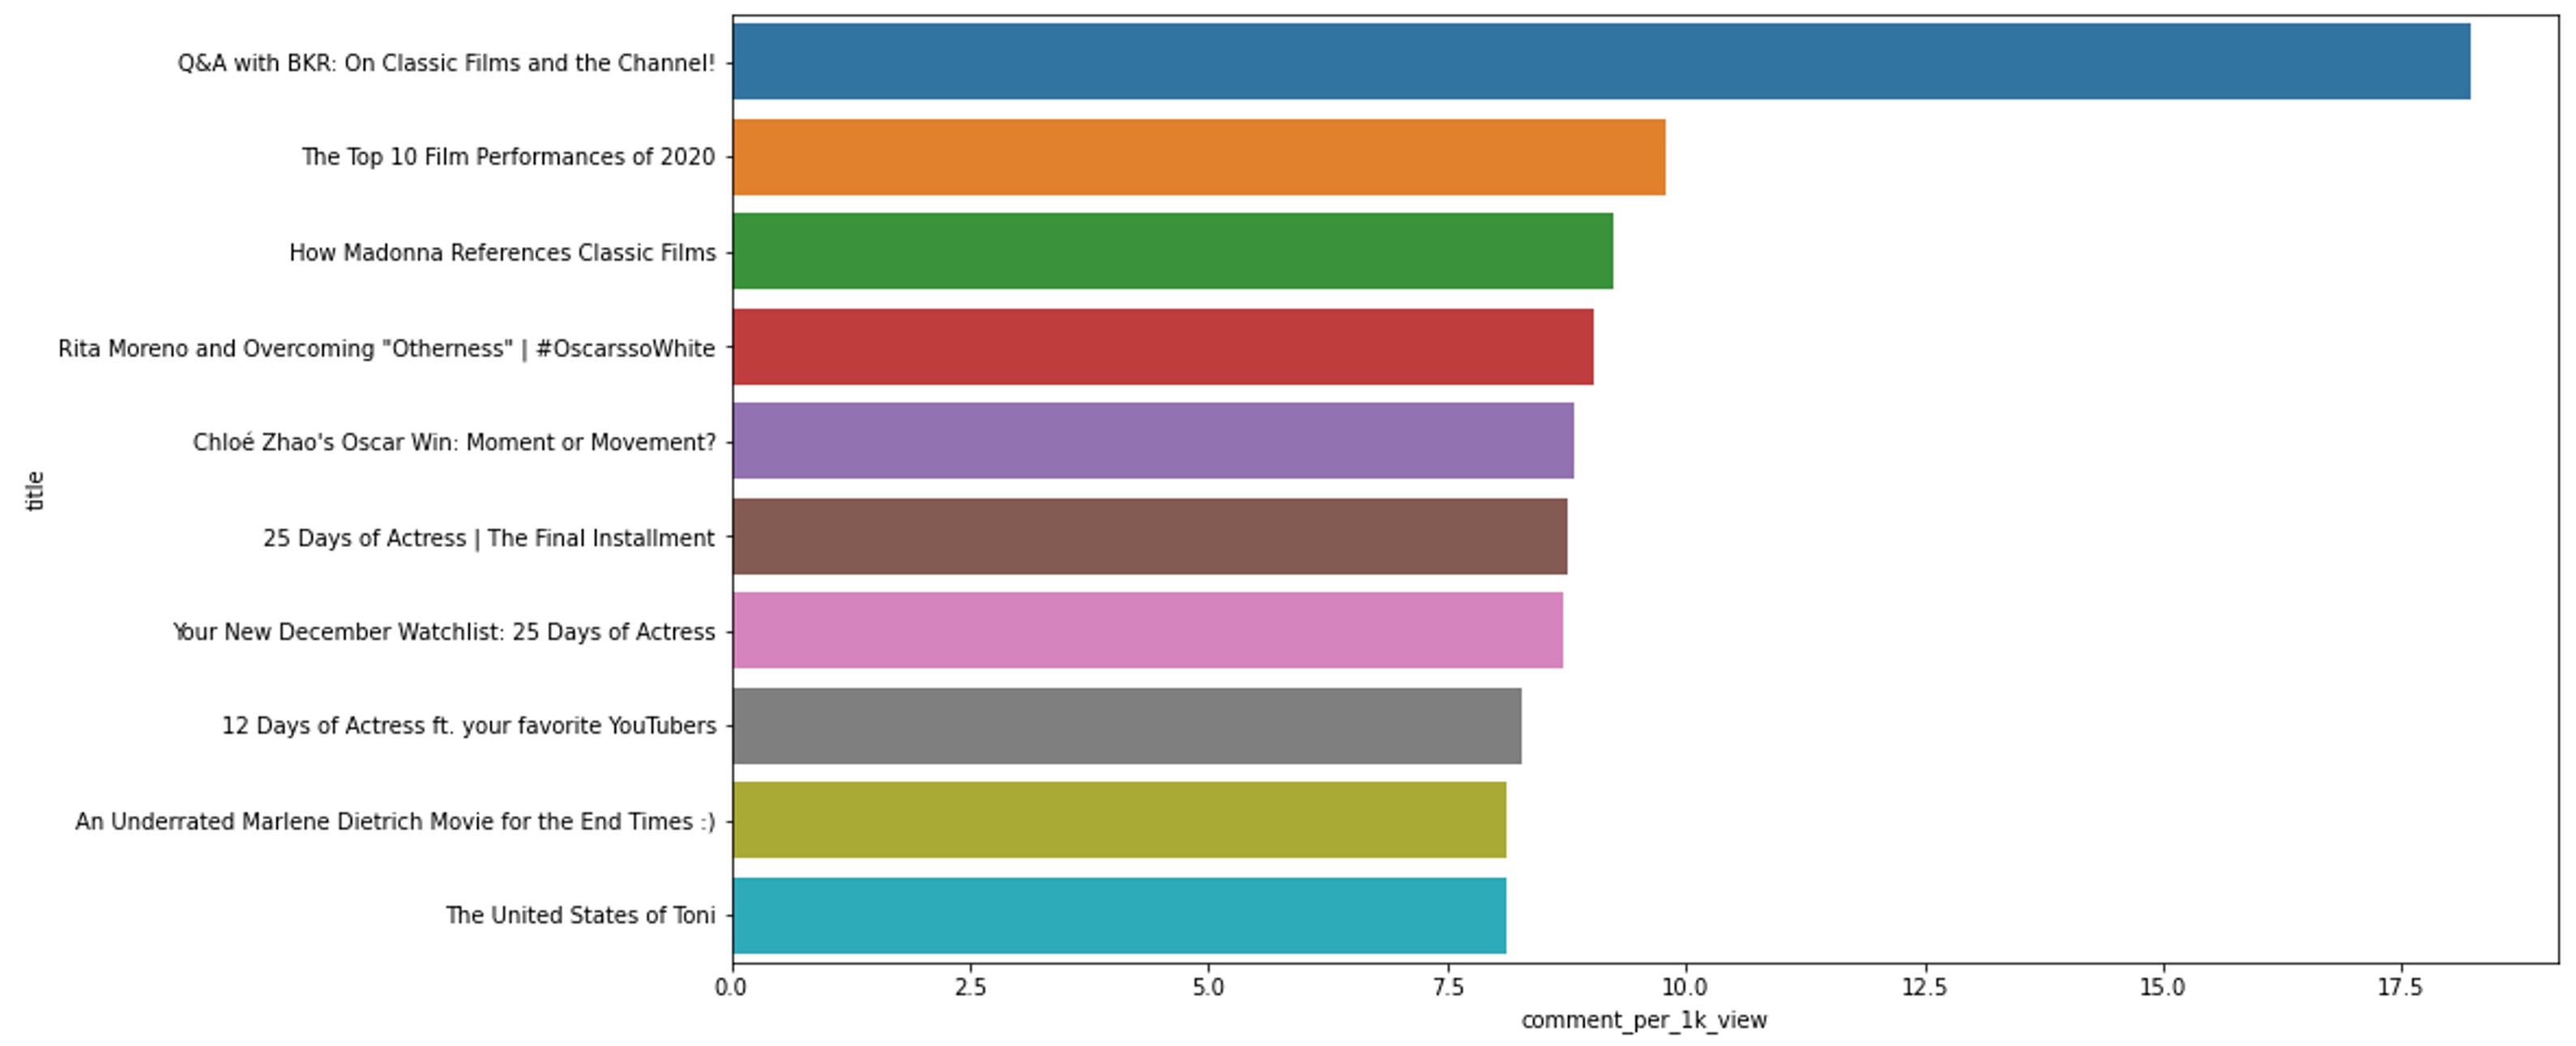 Q&A with BKR: On Classic Films and the Channel!
The Top 10 Film Performances of 2020
How Madonna References Classic Films
Rita Moreno and Overcoming "Otherness" | #OscarssoWhite
Chloé Zhao's Oscar Win: Moment or Movement?
title
25 Days of Actress | The Final Installment
Your New December Watchlist: 25 Days of Actress
12 Days of Actress ft. your favorite YouTubers
An Underrated Marlene Dietrich Movie for the End Times :)
The United States of Toni
0.0 2.5 5.0 7.5 10.0 12.5 15.0 17.5
comment_per_1k_view